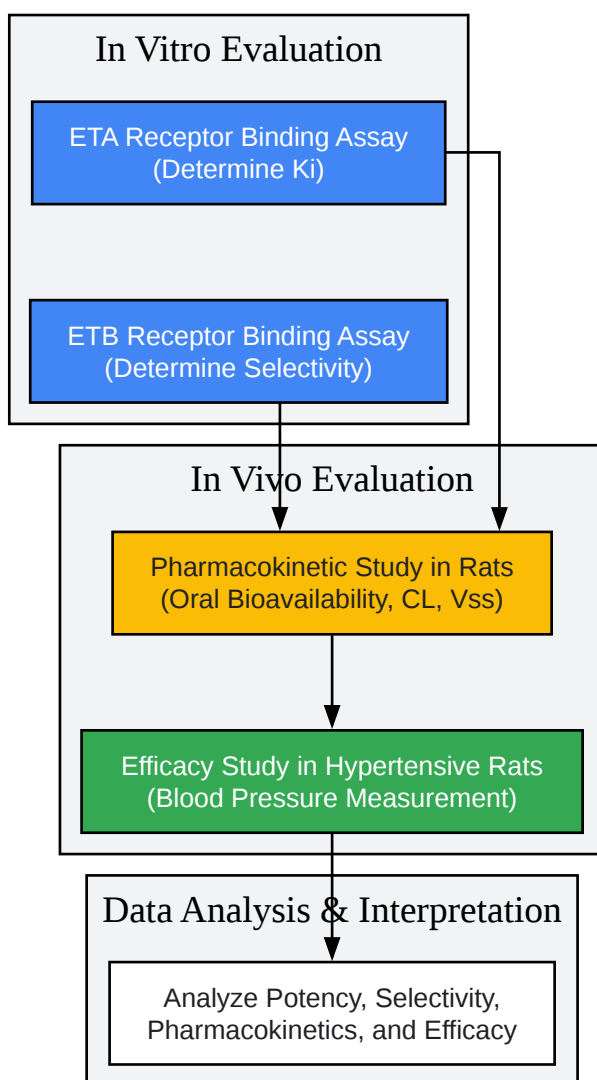 In Vitro Evaluation
ETA Receptor Binding Assay
(Determine Ki)
ETB Receptor Binding Assay
(Determine Selectivity)
In Vivo Evaluation
Pharmacokinetic Study in Rats
(Oral Bioavailability, CL, Vss)
Efficacy Study in Hypertensive Rats
(Blood Pressure Measurement)
Data Analysis & Interpretation
Analyze Potency, Selectivity,
Pharmacokinetics, and Efficacy